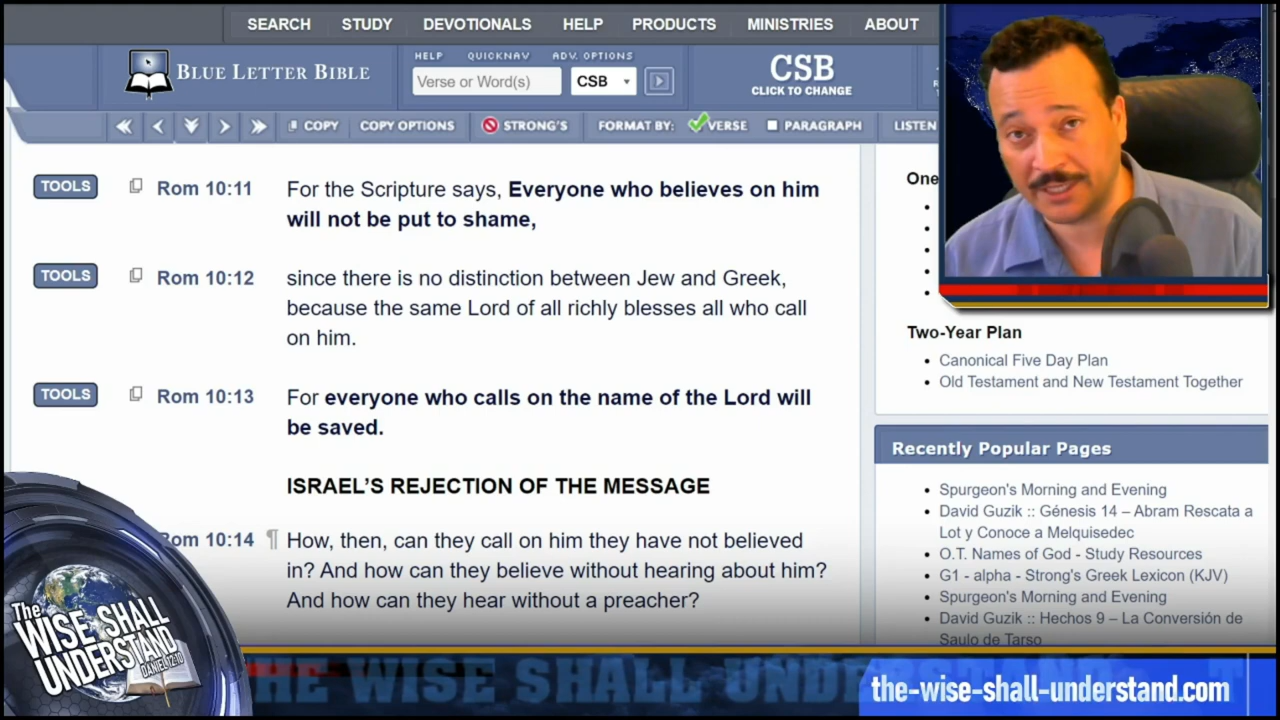 SEARCH STUDY DEVOTIONALS HELP PRODUCTS MINISTRIES ABOUT
HELP QUICKNAV ADV. OPTIONS
BLUE LETTER BIBLE
Verse or Word(s)
CSB
CSB
CLICK TO CHANGE
COPY COPY OPTIONS STRONG'S FORMAT BY: VERSE PARAGRAPH LISTEN
TOOLS Rom 10:11 For the Scripture says, Everyone who believes on him
will not be put to shame,
TOOLS Rom 10:12 since there is no distinction between Jew and Greek,
because the same Lord of all richly blesses all who call
on him.
TOOLS Rom 10:13 For everyone who calls on the name of the Lord will
be saved.
ISRAEL'S REJECTION OF THE MESSAGE
Rom 10:14 ¶ How, then, can they call on him they have not believed
in? And how can they believe without hearing about him?
And how can they hear without a preacher?
One
Two-Year Plan
• Canonical Five Day Plan
• Old Testament and New Testament Together
Recently Popular Pages
• Spurgeon's Morning and Evening
• David Guzik :: Génesis 14 – Abram Rescata a
Lot y Conoce a Melquisedec
• O.T. Names of God - Study Resources
• G1 - alpha - Strong's Greek Lexicon (KJV)
• Spurgeon's Morning and Evening
• David Guzik :: Hechos 9 – La Conversión de
Saulo de Tarso
The
WISE SHALL
UNDERSTAND
DANIEL 12:10
THE WISE SHALL UNDERSTAND
the-wise-shall-understand.com